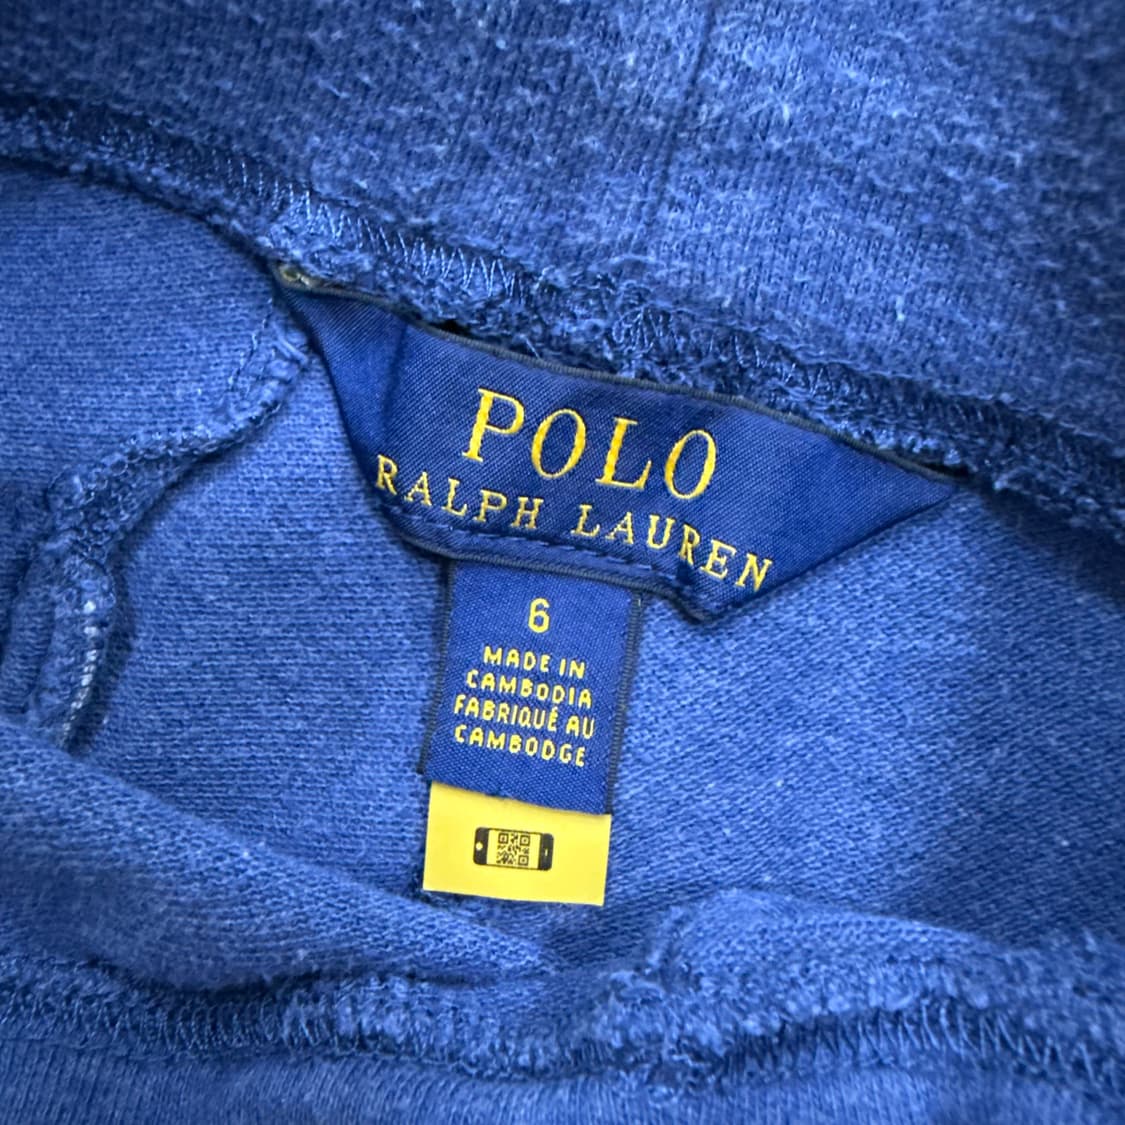 POLO
RALPH LAUREN
6
MADE IN
CAMBODIA
FABRIQUÉ AU
CAMBODGE